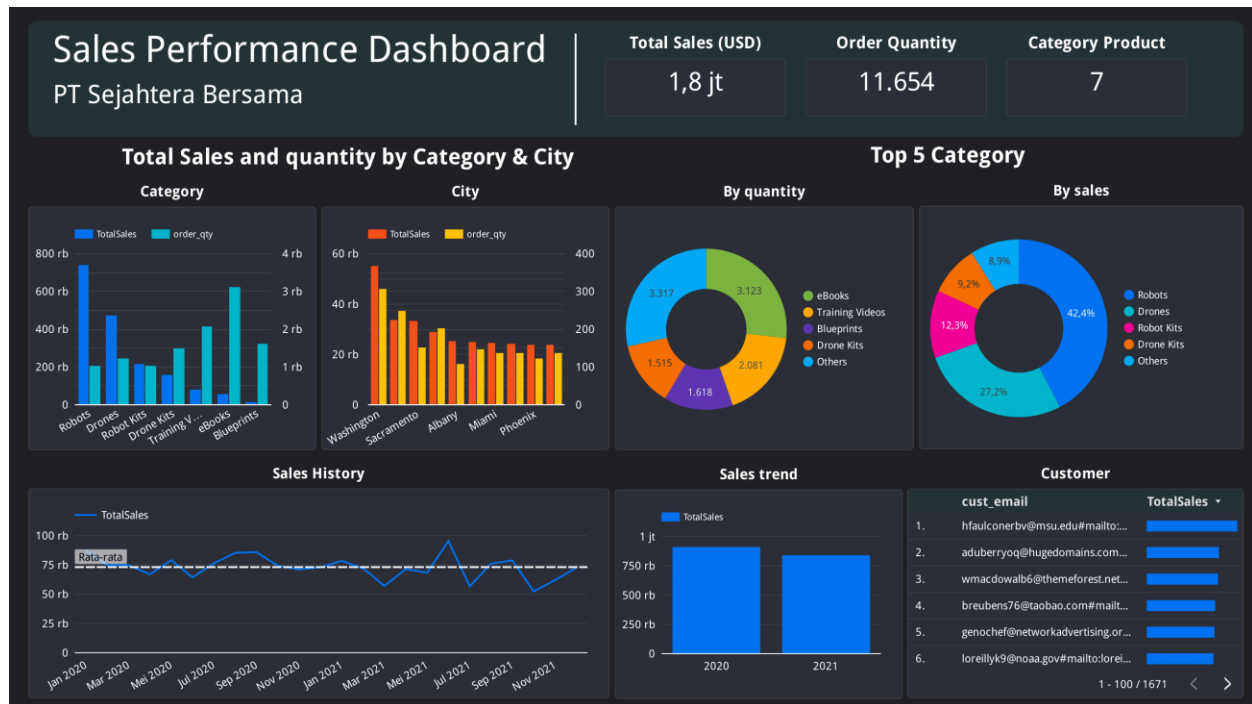 Sales Performance Dashboard
PT Sejahtera Bersama
Total Sales (USD)
1,8 jt
Order Quantity
11.654
Category Product
7
Total Sales and quantity by Category & City
Top 5 Category
Category
TotalSales
order_qty
800 rb
600 rb
400 rb
200 rb
0
4 rb
3 rb
2 rb
1 rb
0
Robots
Drones
Robot Kits
Drone Kits
Training V...
eBooks
Blueprints
City
TotalSales
order_qty
60 rb
40 rb
20 rb
0
400
300
200
100
0
Washington
Sacramento
Albany
Miami
Phoenix
By quantity
3.123
2.081
1.618
1.515
3.317
eBooks
Training Videos
Blueprints
Drone Kits
Others
By sales
42,4%
27,2%
12,3%
9,2%
8,9%
Robots
Drones
Robot Kits
Drone Kits
Others
Sales History
TotalSales
100 rb
75 rb
50 rb
25 rb
0
Rata-rata
Jan 2020
Mar 2020
Mei 2020
Jul 2020
Sep 2020
Nov 2020
Jan 2021
Mar 2021
Mei 2021
Jul 2021
Sep 2021
Nov 2021
Sales trend
TotalSales
1 jt
750 rb
500 rb
250 rb
0
2020
2021
Customer
cust_email TotalSales
1. hfaulconerbv@msu.edu#mailto:...
2. aduberryoq@hugedomains.com...
3. wmacdowalb6@themeforest.net...
4. breubens76@taobao.com#mailt...
5. genochef@networkadvertising.or...
6. loreillyk9@noaa.gov#mailto:lorei...
1 - 100 / 1671